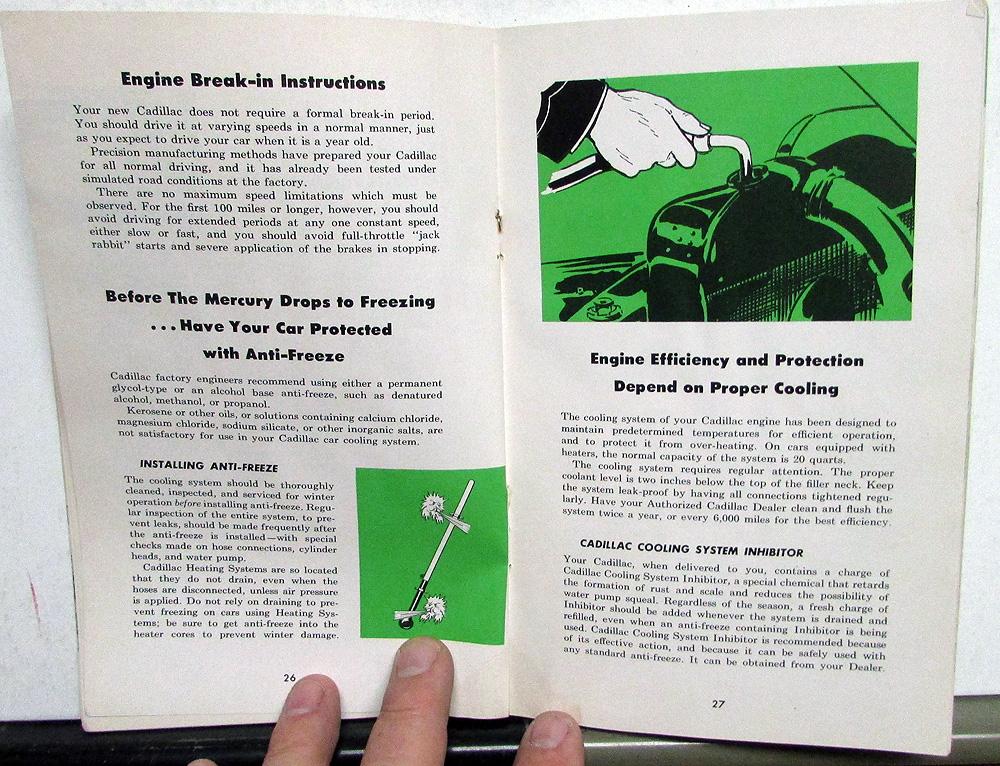 Engine Break-in Instructions
Your new Cadillac does not require a formal break-in period.
You should drive it at varying speeds in a normal manner, just
as you expect to drive your car when it is a year old.
Precision manufacturing methods have prepared your Cadillac
for all normal driving, and it has already been tested under
simulated road conditions at the factory.
There are no maximum speed limitations which must be
observed. For the first 100 miles or longer, however, you should
avoid driving for extended periods at any one constant speed,
either slow or fast, and you should avoid full-throttle "jack
rabbit" starts and severe application of the brakes in stopping.
Before The Mercury Drops to Freezing
...Have Your Car Protected
with Anti-Freeze
Cadillac factory engineers recommend using either a permanent
glycol-type or an alcohol base anti-freeze, such as denatured
alcohol, methanol, or propanol.
Kerosene or other oils, or solutions containing calcium chloride,
magnesium chloride, sodium silicate, or other inorganic salts, are
not satisfactory for use in your Cadillac car cooling system.
INSTALLING ANTI-FREEZE
The cooling system should be thoroughly
cleaned, inspected, and serviced for winter
operation before installing anti-freeze. Regu-
lar inspection of the entire system, to pre-
vent leaks, should be made frequently after
the anti-freeze is installed—with special
checks made on hose connections, cylinder
heads, and water pump.
Cadillac Heating Systems are so located
that they do not drain, even when the
hoses are disconnected, unless air pressure
is applied. Do not rely on draining to pre-
vent freezing on cars using Heating Sys-
tems; be sure to get anti-freeze into the
heater cores to prevent winter damage.
26
Engine Efficiency and Protection
Depend on Proper Cooling
The cooling system of your Cadillac engine has been designed to
maintain predetermined temperatures for efficient operation,
and to protect it from over-heating. On cars equipped with
heaters, the normal capacity of the system is 20 quarts.
The cooling system requires regular attention. The proper
coolant level is two inches below the top of the filler neck. Keep
the system leak-proof by having all connections tightened regu-
larly. Have your Authorized Cadillac Dealer clean and flush the
system twice a year, or every 6,000 miles for the best efficiency.
CADILLAC COOLING SYSTEM INHIBITOR
Your Cadillac, when delivered to you, contains a charge of
Cadillac Cooling System Inhibitor, a special chemical that retards
the formation of rust and scale and reduces the possibility of
water pump squeal. Regardless of the season, a fresh charge of
Inhibitor should be added whenever the system is drained and
refilled, even when an anti-freeze containing Inhibitor is being
used. Cadillac Cooling System Inhibitor is recommended because
of its effective action, and because it can be safely used with
any standard anti-freeze. It can be obtained from your Dealer.
27